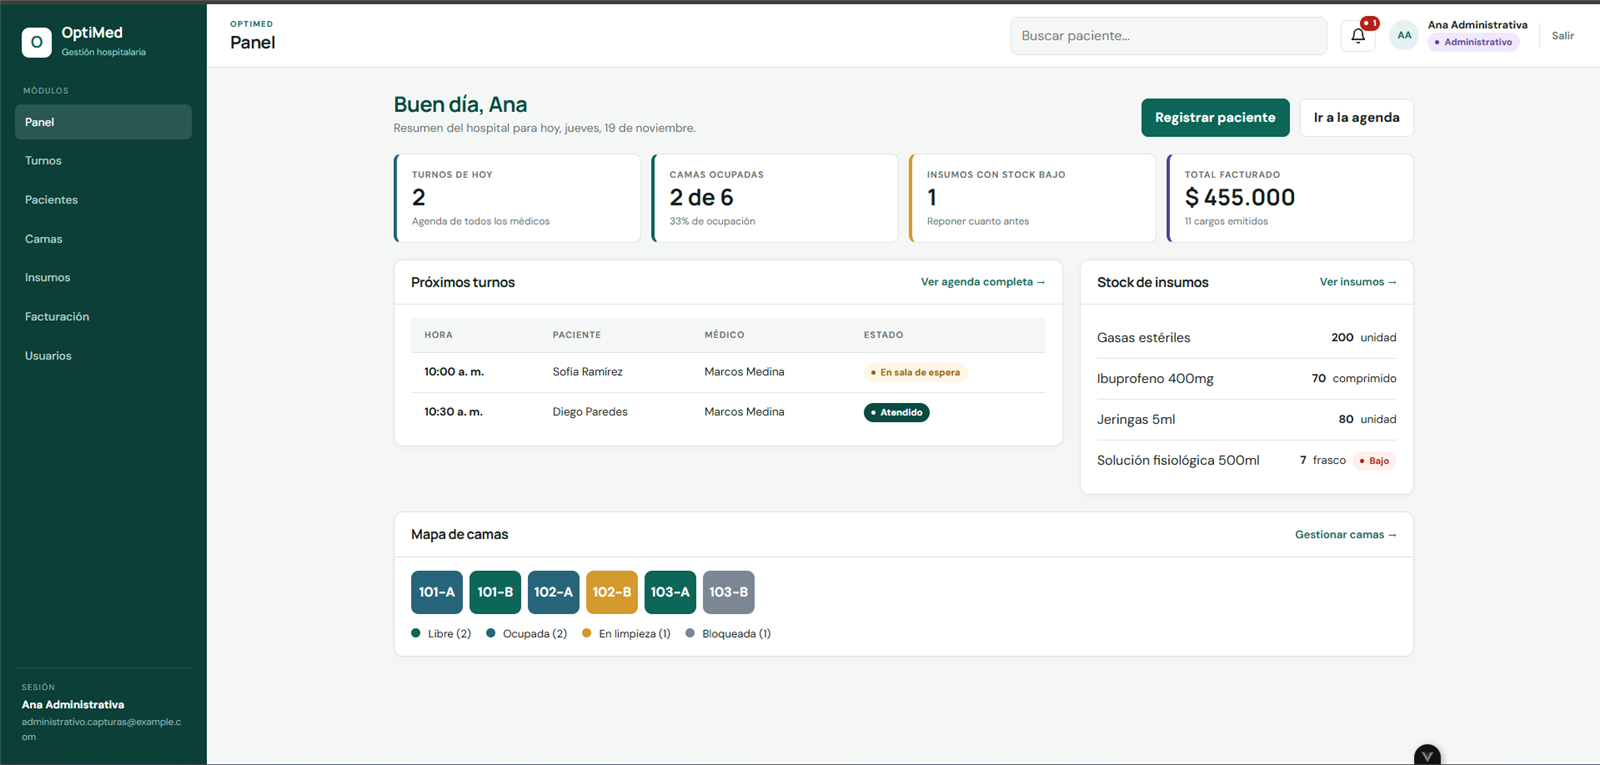 O
OptiMed
Gestión hospitalaria
MÓDULOS
Panel
Turnos
Pacientes
Camas
Insumos
Facturación
Usuarios
SESIÓN
Ana Administrativa
administrativo.capturas@example.c
om
OPTIMED
Panel
Buscar paciente...
1
AA
Ana Administrativa
Administrativo
Salir
Buen día, Ana
Resumen del hospital para hoy, jueves, 19 de noviembre.
Registrar paciente
Ir a la agenda
TURNOS DE HOY
2
Agenda de todos los médicos
CAMAS OCUPADAS
2 de 6
33% de ocupación
INSUMOS CON STOCK BAJO
1
Reponer cuanto antes
TOTAL FACTURADO
$ 455.000
11 cargos emitidos
Próximos turnos
Ver agenda completa →
HORA PACIENTE MÉDICO ESTADO
10:00 a. m. Sofía Ramírez Marcos Medina En sala de espera
10:30 a. m. Diego Paredes Marcos Medina Atendido
Stock de insumos
Ver insumos →
Gasas estériles 200 unidad
Ibuprofeno 400mg 70 comprimido
Jeringas 5ml 80 unidad
Solución fisiológica 500ml 7 frasco Bajo
Mapa de camas
Gestionar camas →
101-A 101-B 102-A 102-B 103-A 103-B
Libre (2) Ocupada (2) En limpieza (1) Bloqueada (1)